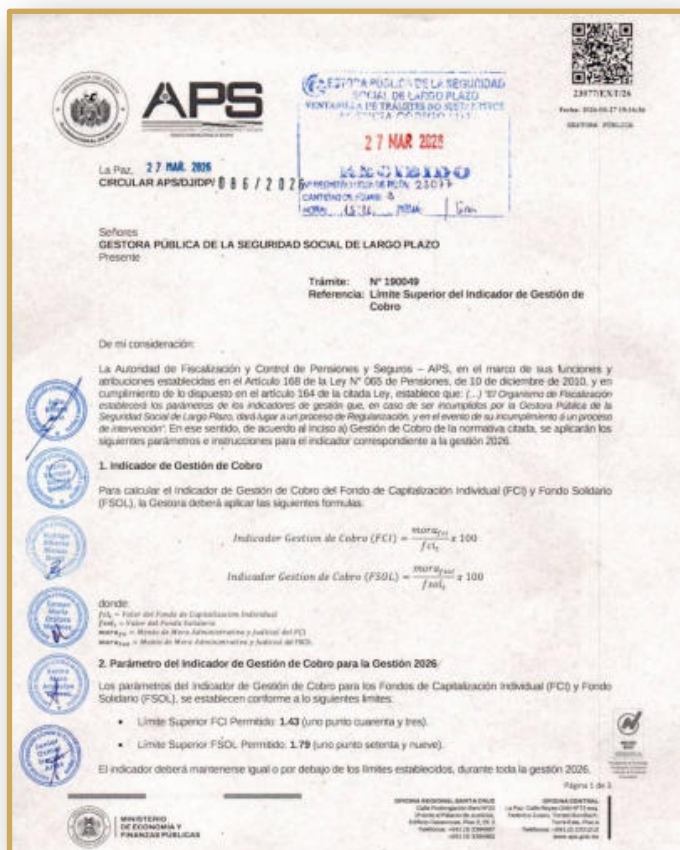 APS
23077/EXT/26
Fecha: 2026-03-27 15:36:36
GESTORA PÚBLICA
GESTORA PÚBLICA DE LA SEGURIDAD
SOCIAL DE LARGO PLAZO
27 MAR 2026
RECIBIDO
La Paz, 27 MAR. 2026
CIRCULAR APS/DJ/DP/ 086/2026
Señores
GESTORA PÚBLICA DE LA SEGURIDAD SOCIAL DE LARGO PLAZO
Presente
Trámite: N° 190049
Referencia: Límite Superior del Indicador de Gestión de
Cobro
De mi consideración:
La Autoridad de Fiscalización y Control de Pensiones y Seguros – APS, en el marco de sus funciones y
atribuciones establecidas en el Artículo 168 de la Ley N° 065 de Pensiones, de 10 de diciembre de 2010, y en
cumplimiento de lo dispuesto en el artículo 164 de la citada Ley, establece que: (...) "El Organismo de Fiscalización
establecerá los parámetros de los indicadores de gestión que, en caso de ser incumplidos por la Gestora Pública de la
Seguridad Social de Largo Plazo, dará lugar a un proceso de Regularización, y en el evento de su incumplimiento a un proceso
de intervención". En ese sentido, de acuerdo al inciso a) Gestión de Cobro de la normativa citada, se aplicarán los
siguientes parámetros e instrucciones para el indicador correspondiente a la gestión 2026.
1. Indicador de Gestión de Cobro
Para calcular el Indicador de Gestión de Cobro del Fondo de Capitalización Individual (FCI) y Fondo Solidario
(FSOL), la Gestora deberá aplicar las siguientes formulas:
Indicador Gestion de Cobro (FCI) = mora_fci / fci_t x 100
Indicador Gestion de Cobro (FSOL) = mora_fsol / fsol_t x 100
donde:
fci_t = Valor del Fondo de Capitalización Individual
fsol_t = Valor del Fondo Solidario
mora_fci = Monto de Mora Administrativa y Judicial del FCI
mora_fsol = Monto de Mora Administrativa y Judicial del FSOL
2. Parámetro del Indicador de Gestión de Cobro para la Gestión 2026
Los parámetros del Indicador de Gestión de Cobro para los Fondos de Capitalización Individual (FCI) y Fondo
Solidario (FSOL), se establecen conforme a lo siguientes límites:
• Límite Superior FCI Permitido: 1.43 (uno punto cuarenta y tres).
• Límite Superior FSOL Permitido: 1.79 (uno punto setenta y nueve).
El indicador deberá mantenerse igual o por debajo de los límites establecidos, durante toda la gestión 2026.
Página 1 de 3
MINISTERIO
DE ECONOMÍA Y
FINANZAS PÚBLICAS
OFICINA REGIONAL SANTA CRUZ
OFICINA CENTRAL